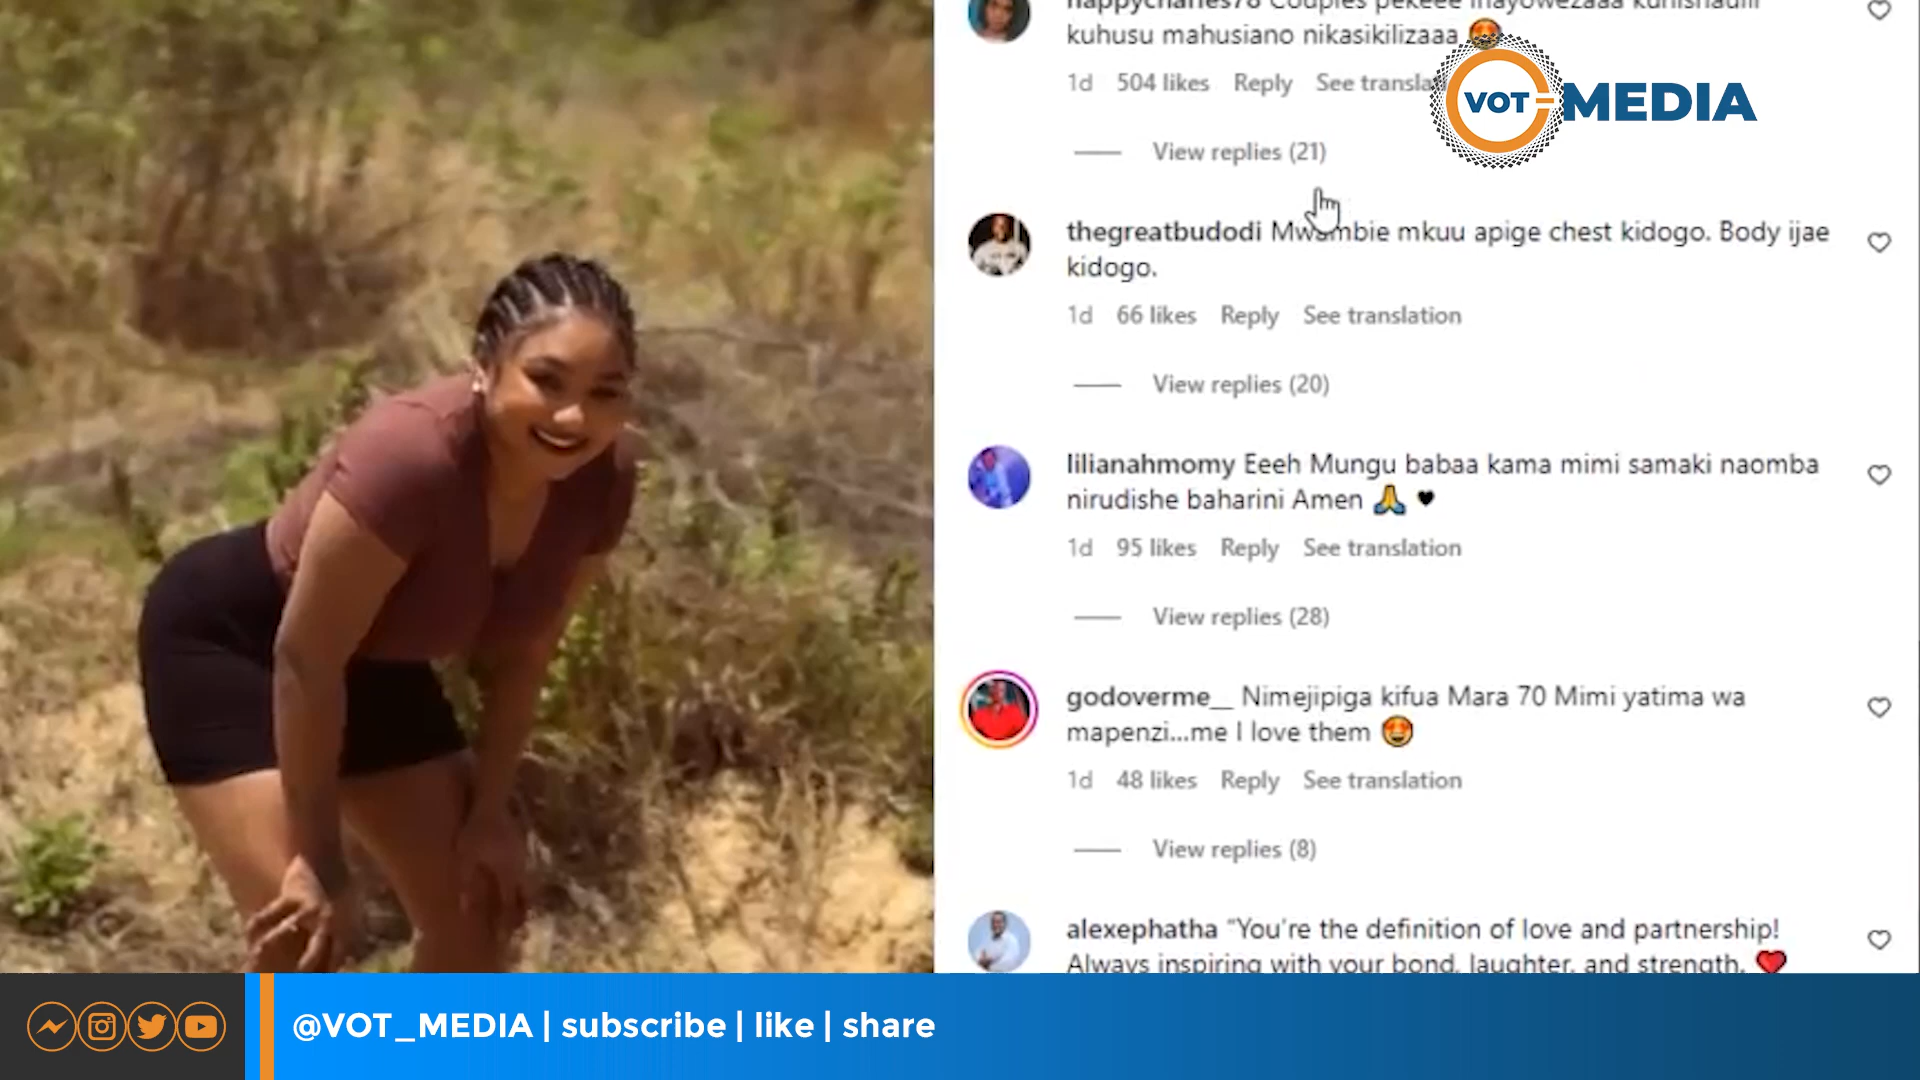 happycharles78 Couples pekeee
kuhusu mahusiano nikasikilizaaa
1d 504 likes Reply See
VOT MEDIA
View replies (21)
thegreatbudodi Mwambie mkuu apige chest kidogo. Body ijae
kidogo.
1d 66 likes Reply See translation
View replies (20)
lilianahmomy Eeeh Mungu babaa kama mimi samaki naomba
nirudishe baharini Amen 🙏 ♥
1d 95 likes Reply See translation
View replies (28)
godoverme__ Nimejipiga kifua Mara 70 Mimi yatima wa
mapenzi...me I love them 😍
1d 48 likes Reply See translation
View replies (8)
alexephatha "You're the definition of love and partnership!
Always inspiring with your bond, laughter, and strength. ❤️
@VOT_MEDIA | subscribe | like | share